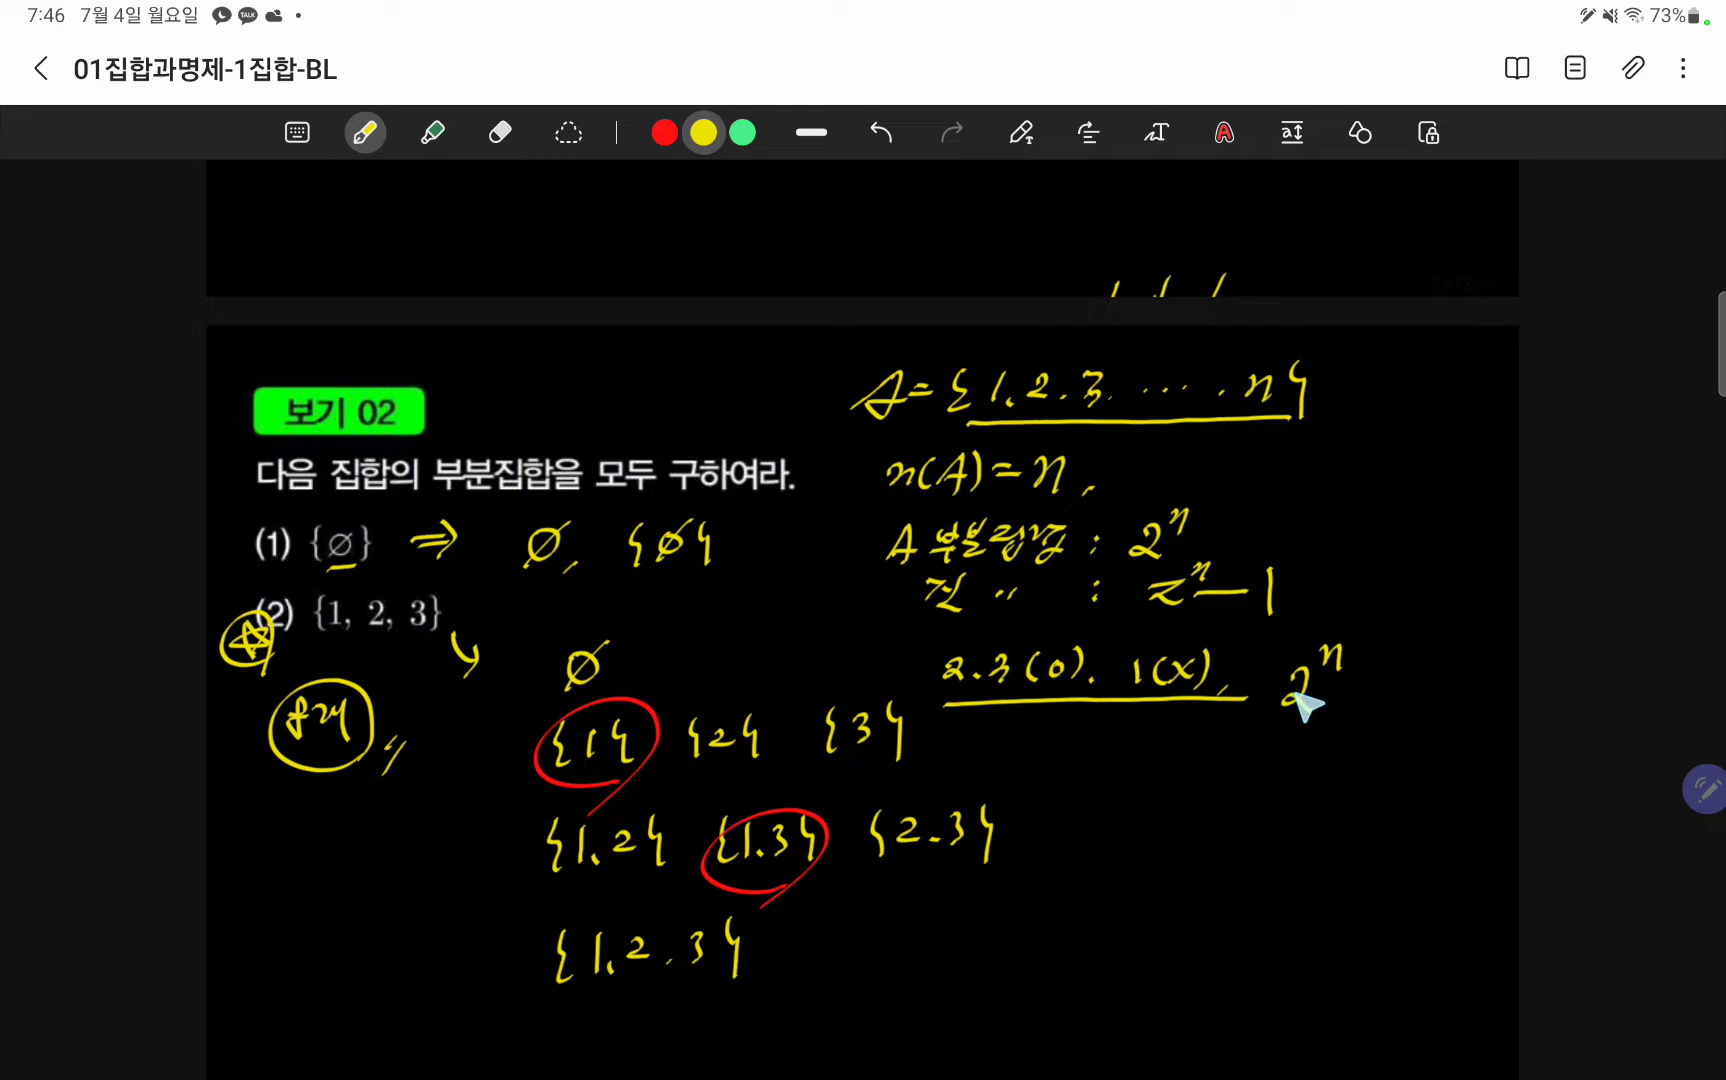 7:46 7월 4일 월요일 TALK 73%
01집합과명제-1집합-BL
보기 02
다음 집합의 부분집합을 모두 구하여라.
(1) {∅} ⇒ ∅, {∅}
(2) {1, 2, 3}
∅
{1} {2} {3}
{1.2} {1.3} {2.3}
{1.2.3}
A={1.2.3.‥‥.n}
n(A)=n,
A 부분집합 : 2ⁿ
진 〃 : 2ⁿ-1
2.3(o). 1(x), 2ⁿ